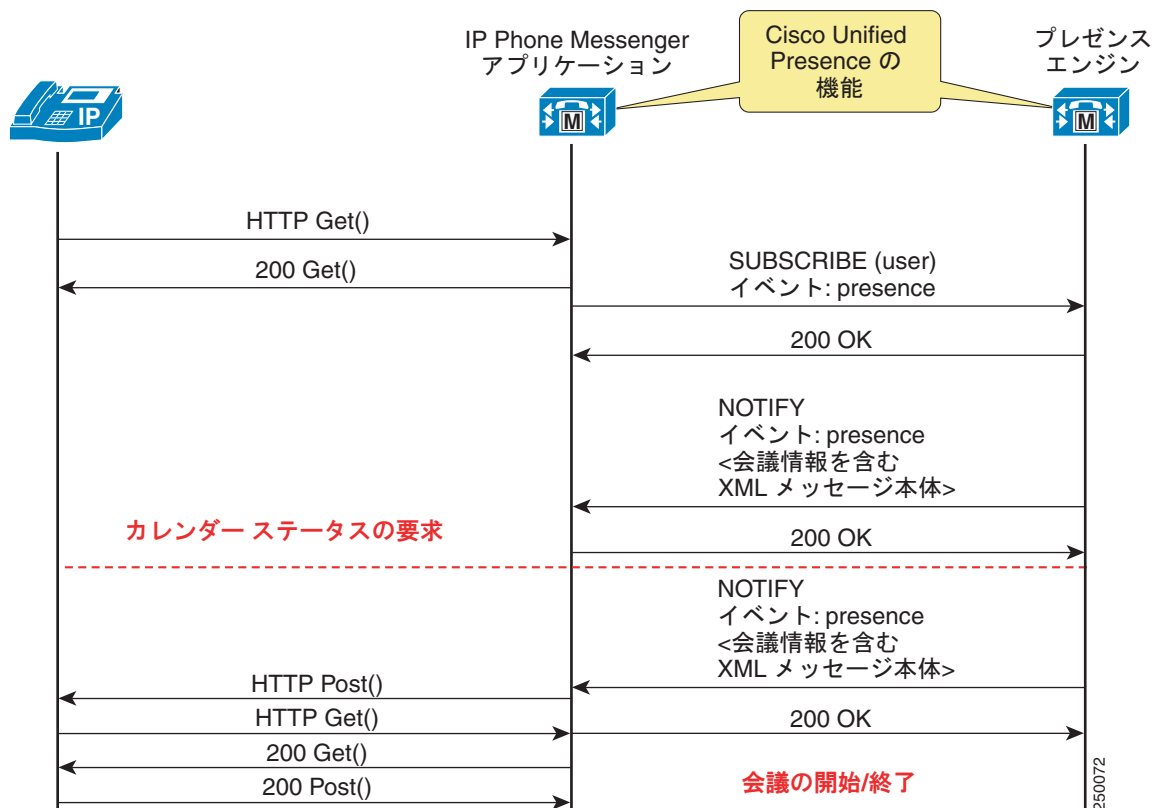 IP Phone Messenger
アプリケーション
Cisco Unified
Presence の
機能
プレゼンス
エンジン
IP
M
M
HTTP Get()
200 Get()
SUBSCRIBE (user)
イベント: presence
200 OK
NOTIFY
イベント: presence
<会議情報を含む
XML メッセージ本体>
カレンダー ステータスの要求
200 OK
NOTIFY
イベント: presence
<会議情報を含む
XML メッセージ本体>
HTTP Post()
HTTP Get()
200 OK
200 Get()
200 Post()
会議の開始/終了
250072